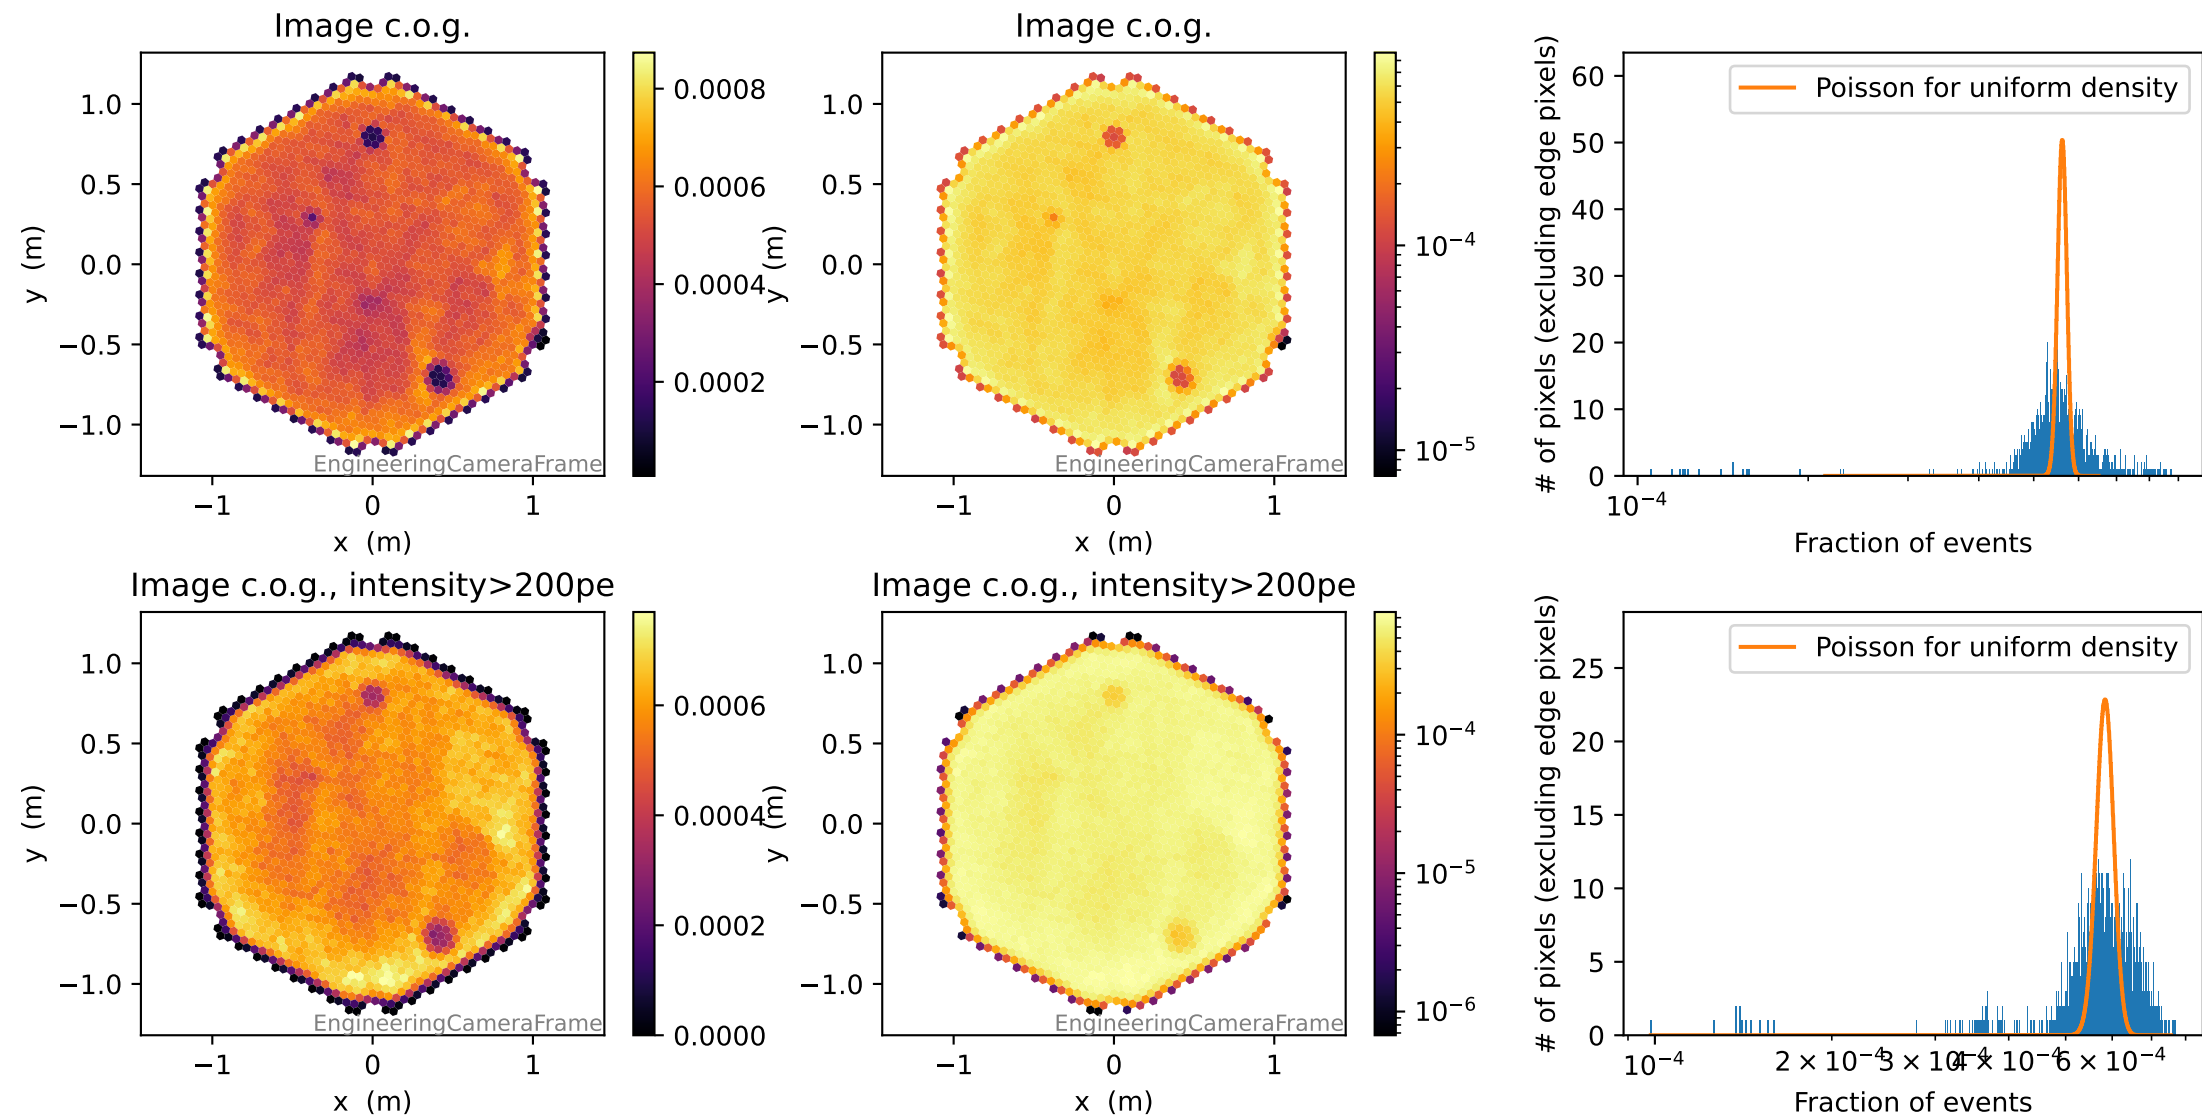 Image c.o.g.
1.0
0.5
0.0
−0.5
−1.0
y (m)
−1
0
1
x (m)
EngineeringCameraFrame
0.0008
0.0006
0.0004
0.0002
Image c.o.g.
1.0
0.5
0.0
−0.5
−1.0
y (m)
−1
0
1
x (m)
EngineeringCameraFrame
10⁻⁴
10⁻⁵
# of pixels (excluding edge pixels)
60
50
40
30
20
10
0
Poisson for uniform density
10⁻⁴
Fraction of events
Image c.o.g., intensity>200pe
1.0
0.5
0.0
−0.5
−1.0
y (m)
−1
0
1
x (m)
EngineeringCameraFrame
0.0006
0.0004
0.0002
0.0000
Image c.o.g., intensity>200pe
1.0
0.5
0.0
−0.5
−1.0
y (m)
−1
0
1
x (m)
EngineeringCameraFrame
10⁻⁴
10⁻⁵
10⁻⁶
# of pixels (excluding edge pixels)
25
20
15
10
5
0
Poisson for uniform density
10⁻⁴
2 × 10⁻⁴
3 × 10⁻⁴
4 × 10⁻⁴
6 × 10⁻⁴
Fraction of events